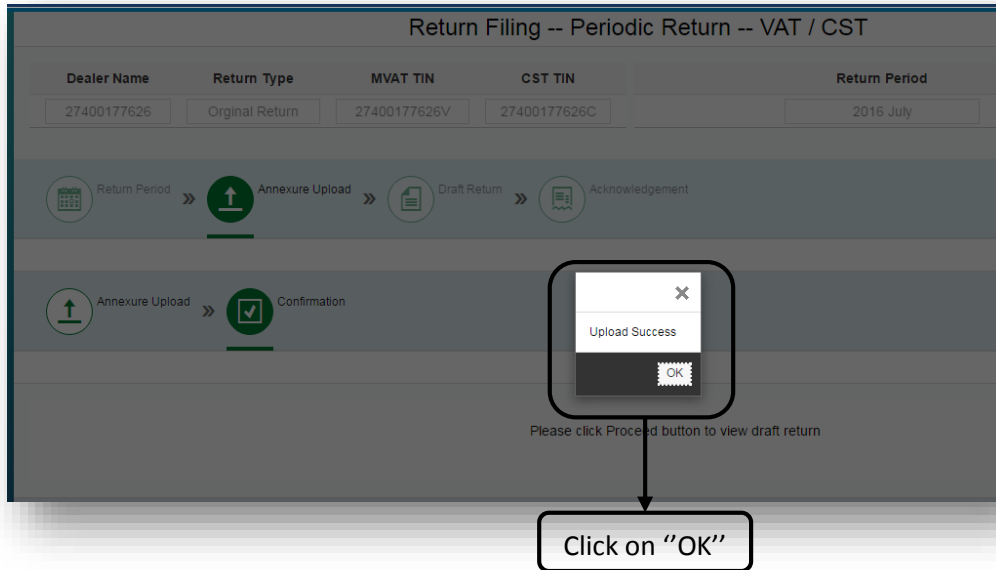 Return Filing -- Periodic Return -- VAT / CST
Dealer Name Return Type MVAT TIN CST TIN Return Period
27400177626 Orginal Return 27400177626V 27400177626C 2016 July
Return Period » Annexure Upload » Draft Return » Acknowledgement
Annexure Upload » Confirmation
Upload Success
OK
Please click Proceed button to view draft return
Click on ‘‘OK’’